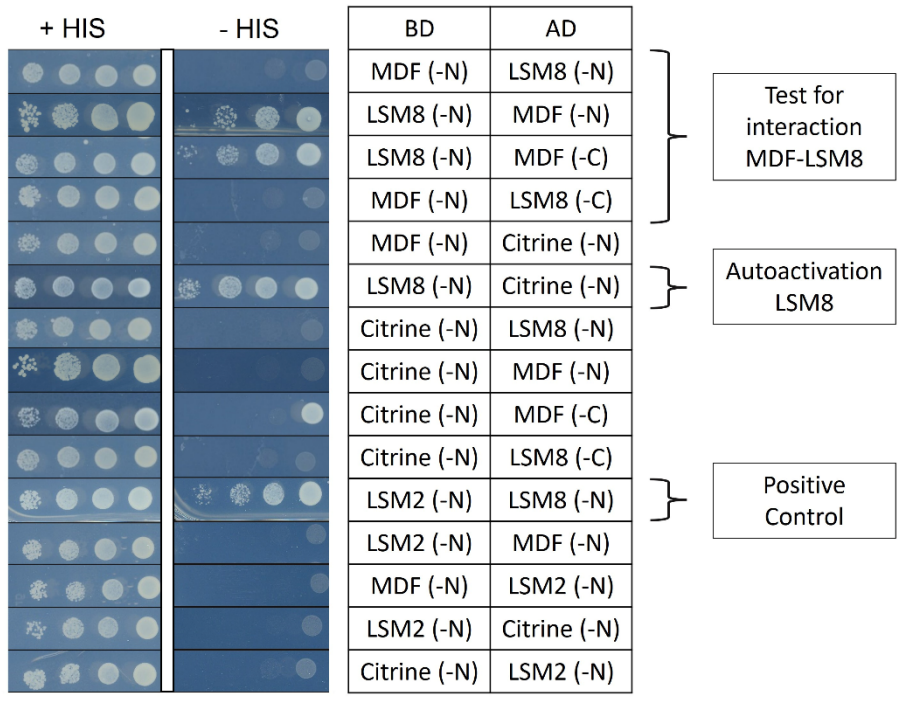 + HIS - HIS BD AD
MDF (-N) LSM8 (-N)
LSM8 (-N) MDF (-N)
LSM8 (-N) MDF (-C)
MDF (-N) LSM8 (-C)
MDF (-N) Citrine (-N)
LSM8 (-N) Citrine (-N)
Citrine (-N) LSM8 (-N)
Citrine (-N) MDF (-N)
Citrine (-N) MDF (-C)
Citrine (-N) LSM8 (-C)
LSM2 (-N) LSM8 (-N)
LSM2 (-N) MDF (-N)
MDF (-N) LSM2 (-N)
LSM2 (-N) Citrine (-N)
Citrine (-N) LSM2 (-N)
Test for
interaction
MDF-LSM8
Autoactivation
LSM8
Positive
Control